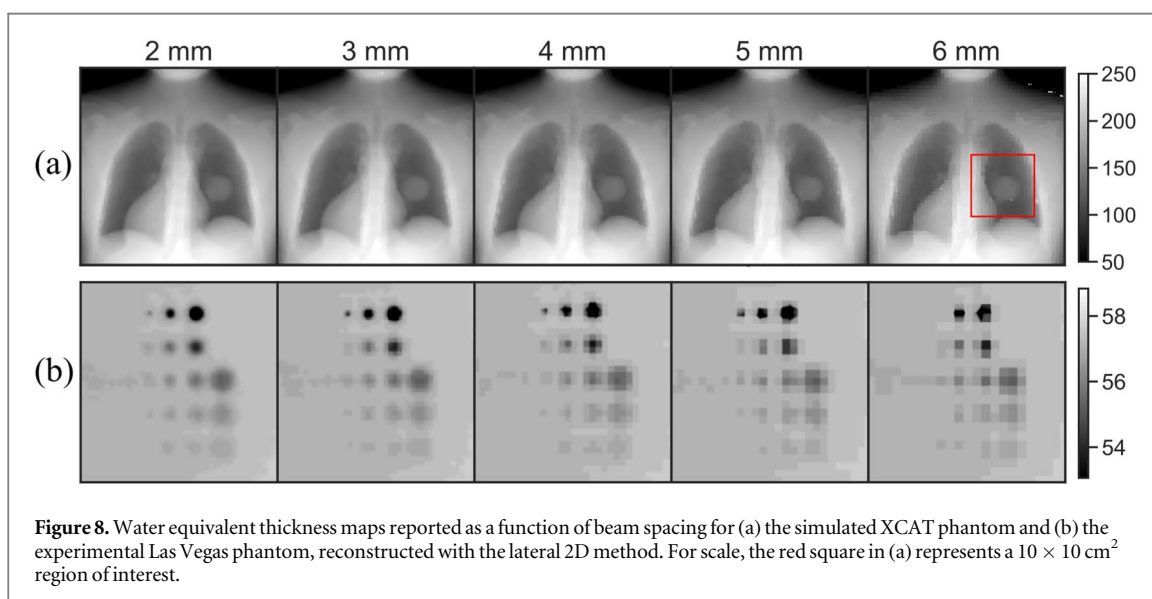 2 mm 3 mm 4 mm 5 mm 6 mm
(a)
250
200
150
100
50
(b)
58
56
54
Figure 8. Water equivalent thickness maps reported as a function of beam spacing for (a) the simulated XCAT phantom and (b) the
experimental Las Vegas phantom, reconstructed with the lateral 2D method. For scale, the red square in (a) represents a 10 × 10 cm²
region of interest.